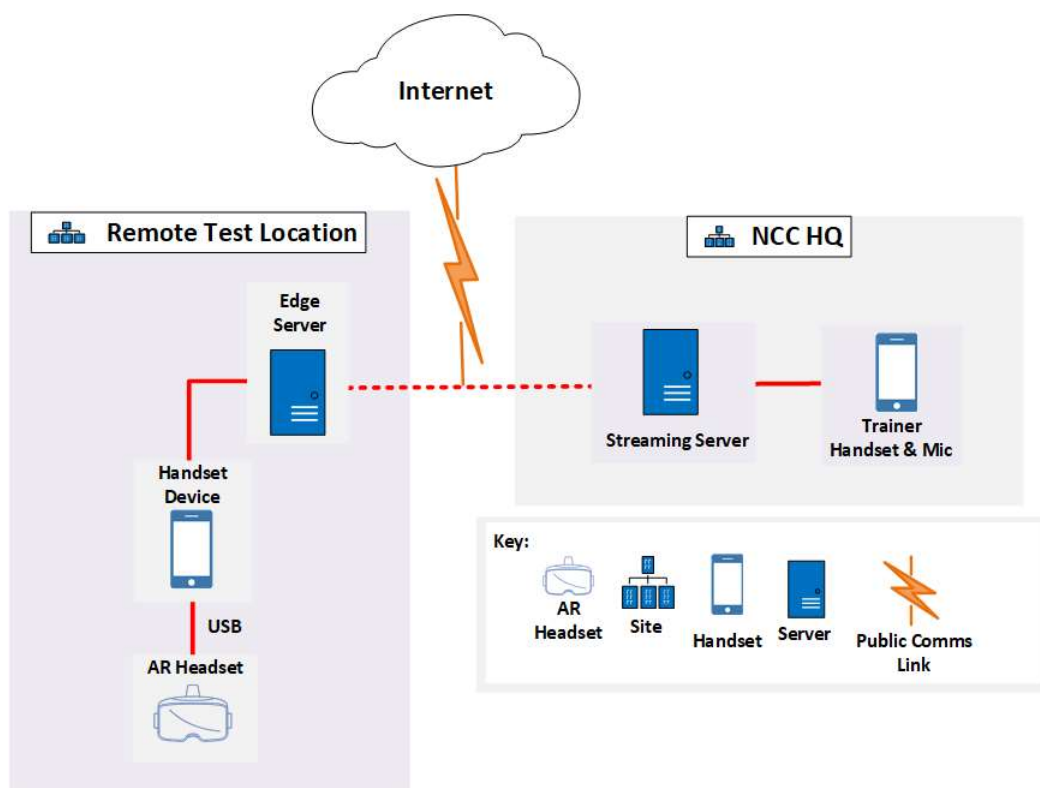 Internet
Remote Test Location
NCC HQ
Edge
Server
Streaming Server
Trainer
Handset & Mic
Handset
Device
USB
AR Headset
Key:
AR
Headset
Site
Handset
Server
Public Comms
Link